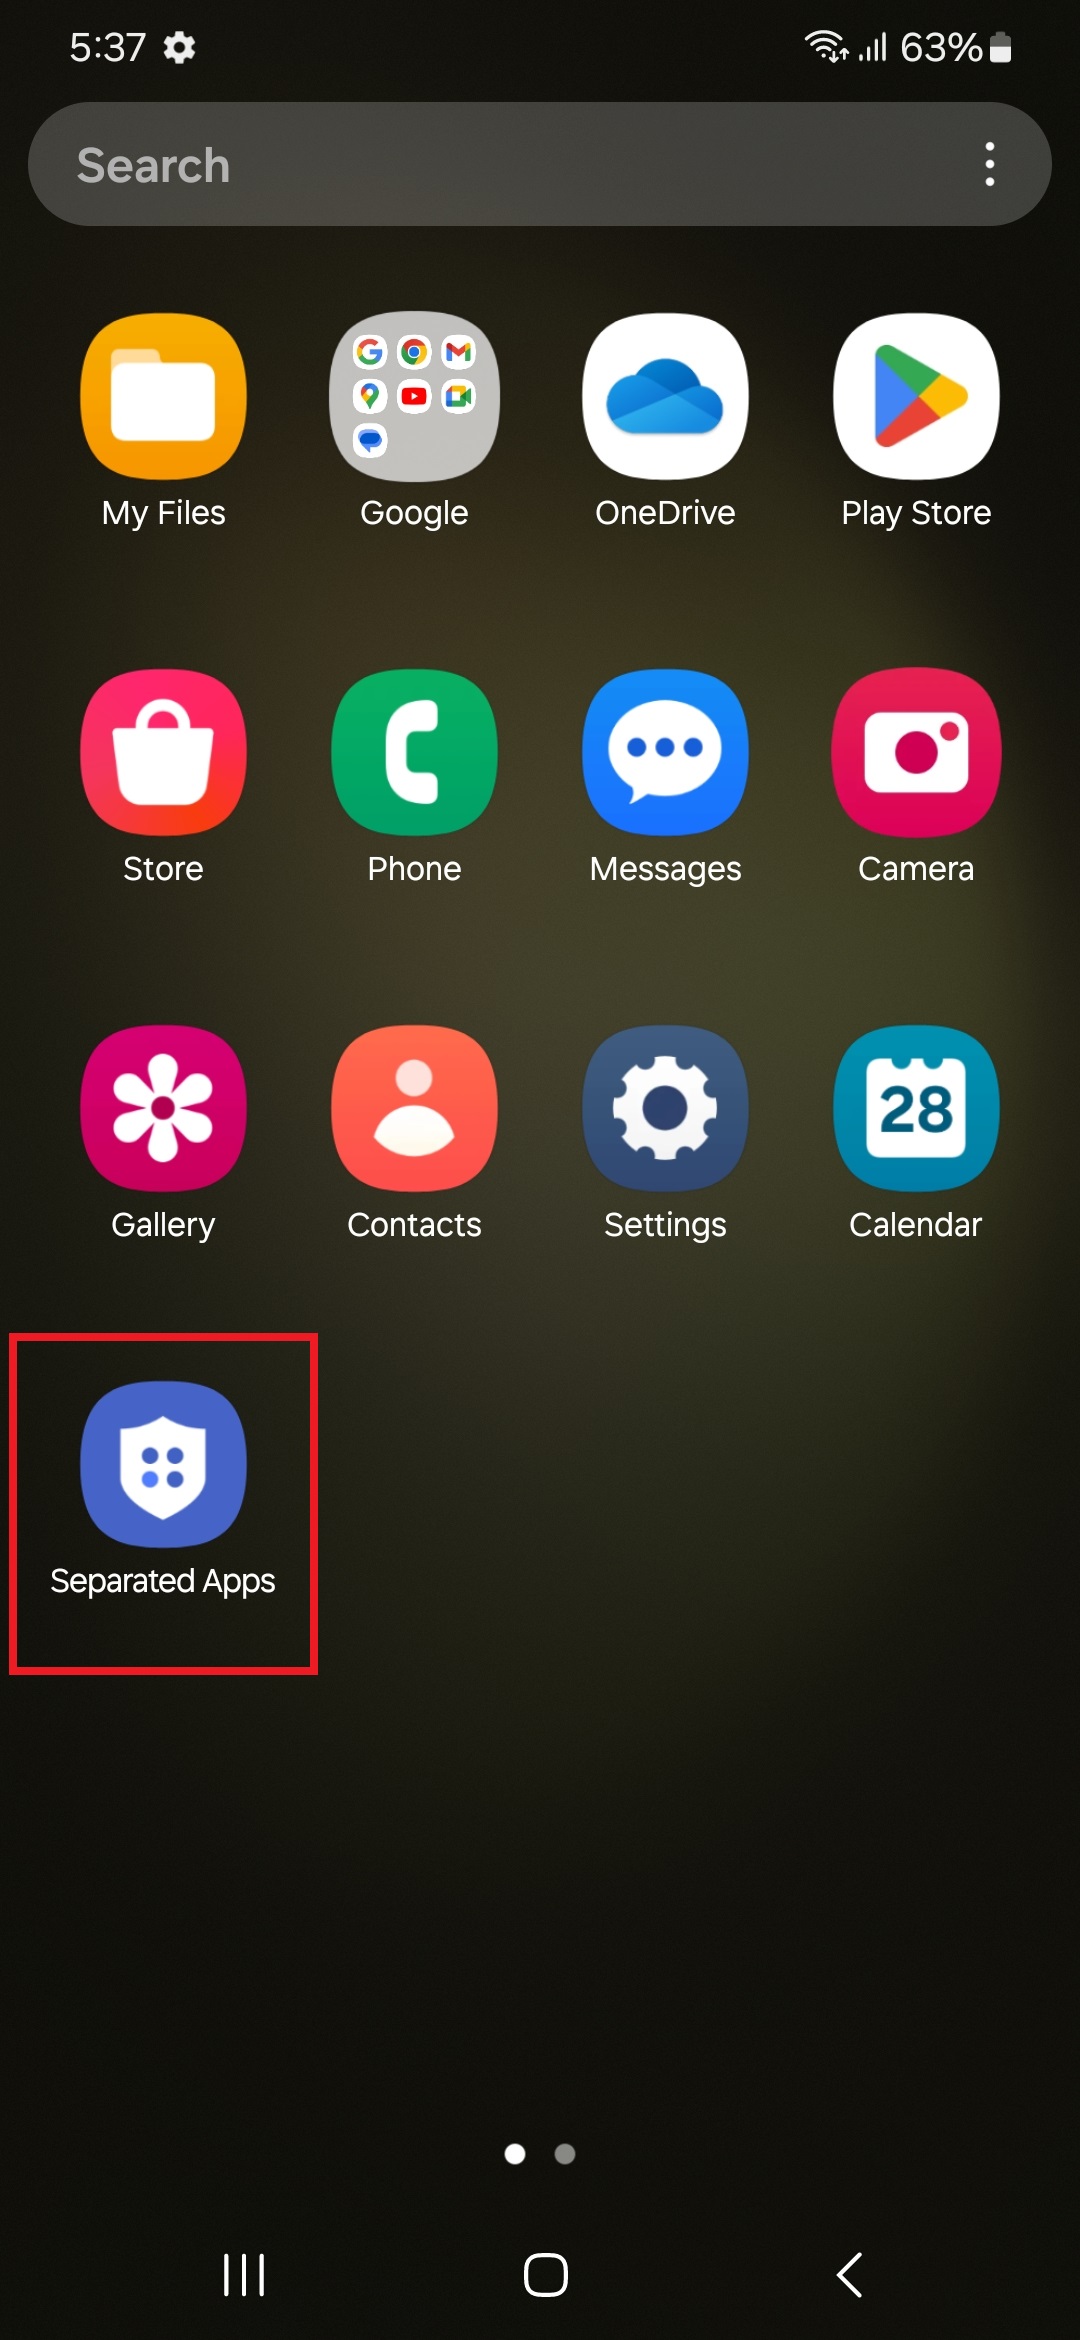 5:37 63%
Search
My Files Google OneDrive Play Store
Store Phone Messages Camera
28
Gallery Contacts Settings Calendar
Separated Apps